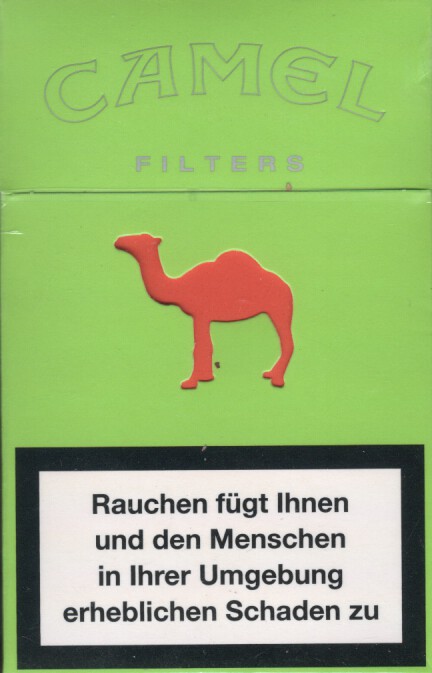 CAMEL
FILTERS
Rauchen fügt Ihnen
und den Menschen
in Ihrer Umgebung
erheblichen Schaden zu